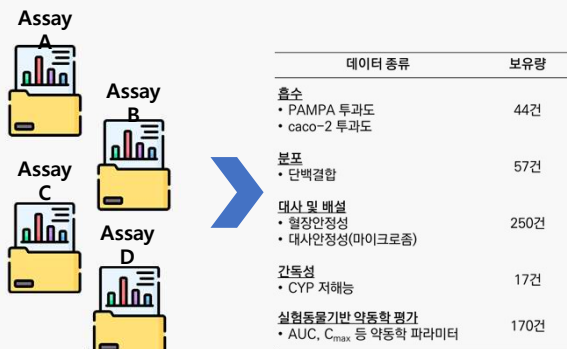 Assay
A
Assay
B
Assay
C
Assay
D
데이터 종류 보유량
흡수
• PAMPA 투과도
• caco-2 투과도
44건
분포
• 단백결합
57건
대사 및 배설
• 혈장안정성
• 대사안정성(마이크로좀)
250건
간독성
• CYP 저해능
17건
실험동물기반 약동학 평가
• AUC, Cmax 등 약동학 파라미터
170건